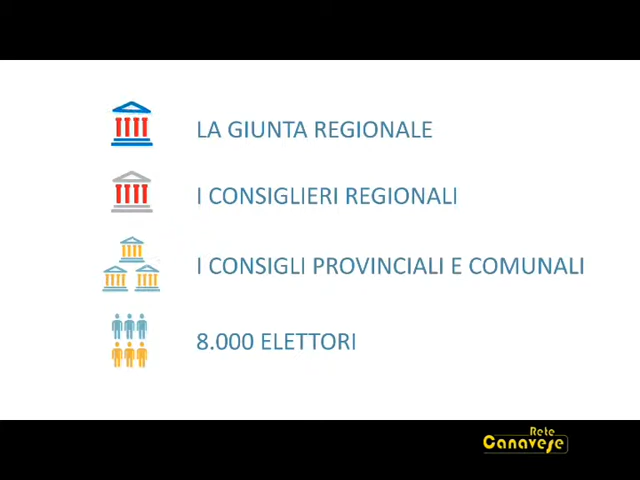 LA GIUNTA REGIONALE
I CONSIGLIERI REGIONALI
I CONSIGLI PROVINCIALI E COMUNALI
8.000 ELETTORI
Rete
Canavese